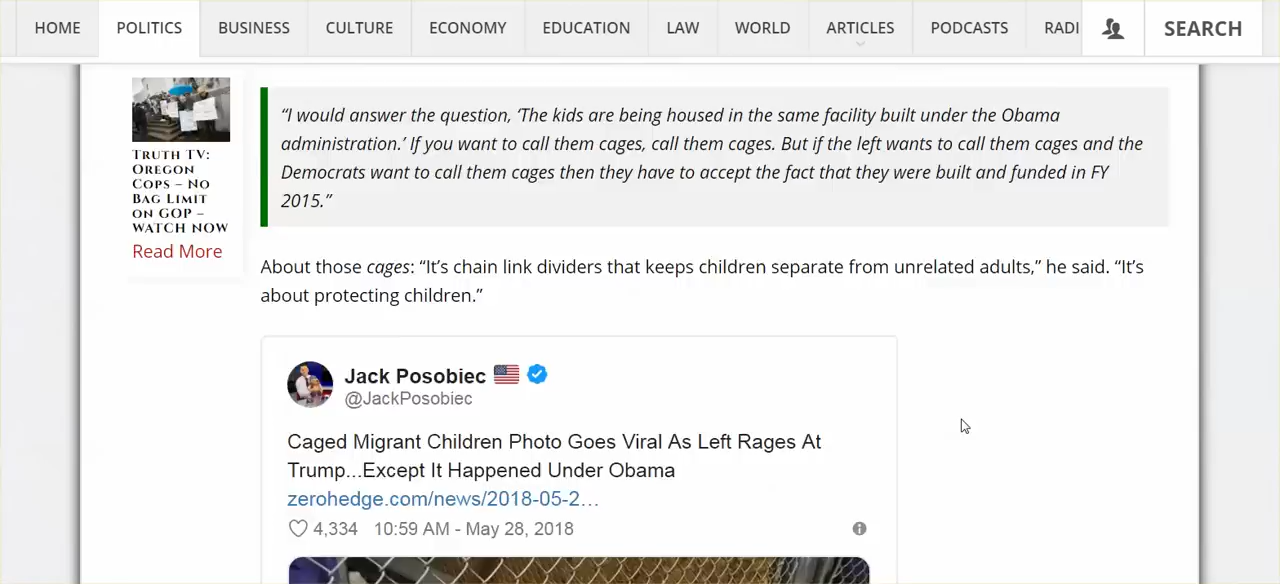 HOME POLITICS BUSINESS CULTURE ECONOMY EDUCATION LAW WORLD ARTICLES PODCASTS RADI SEARCH
TRUTH TV:
OREGON
COPS – NO
BAG LIMIT
ON GOP –
WATCH NOW
Read More
“I would answer the question, ‘The kids are being housed in the same facility built under the Obama
administration.’ If you want to call them cages, call them cages. But if the left wants to call them cages and the
Democrats want to call them cages then they have to accept the fact that they were built and funded in FY
2015.”
About those cages: “It’s chain link dividers that keeps children separate from unrelated adults,” he said. “It’s
about protecting children.”
Jack Posobiec
@JackPosobiec
Caged Migrant Children Photo Goes Viral As Left Rages At
Trump...Except It Happened Under Obama
zerohedge.com/news/2018-05-2…
4,334 10:59 AM - May 28, 2018